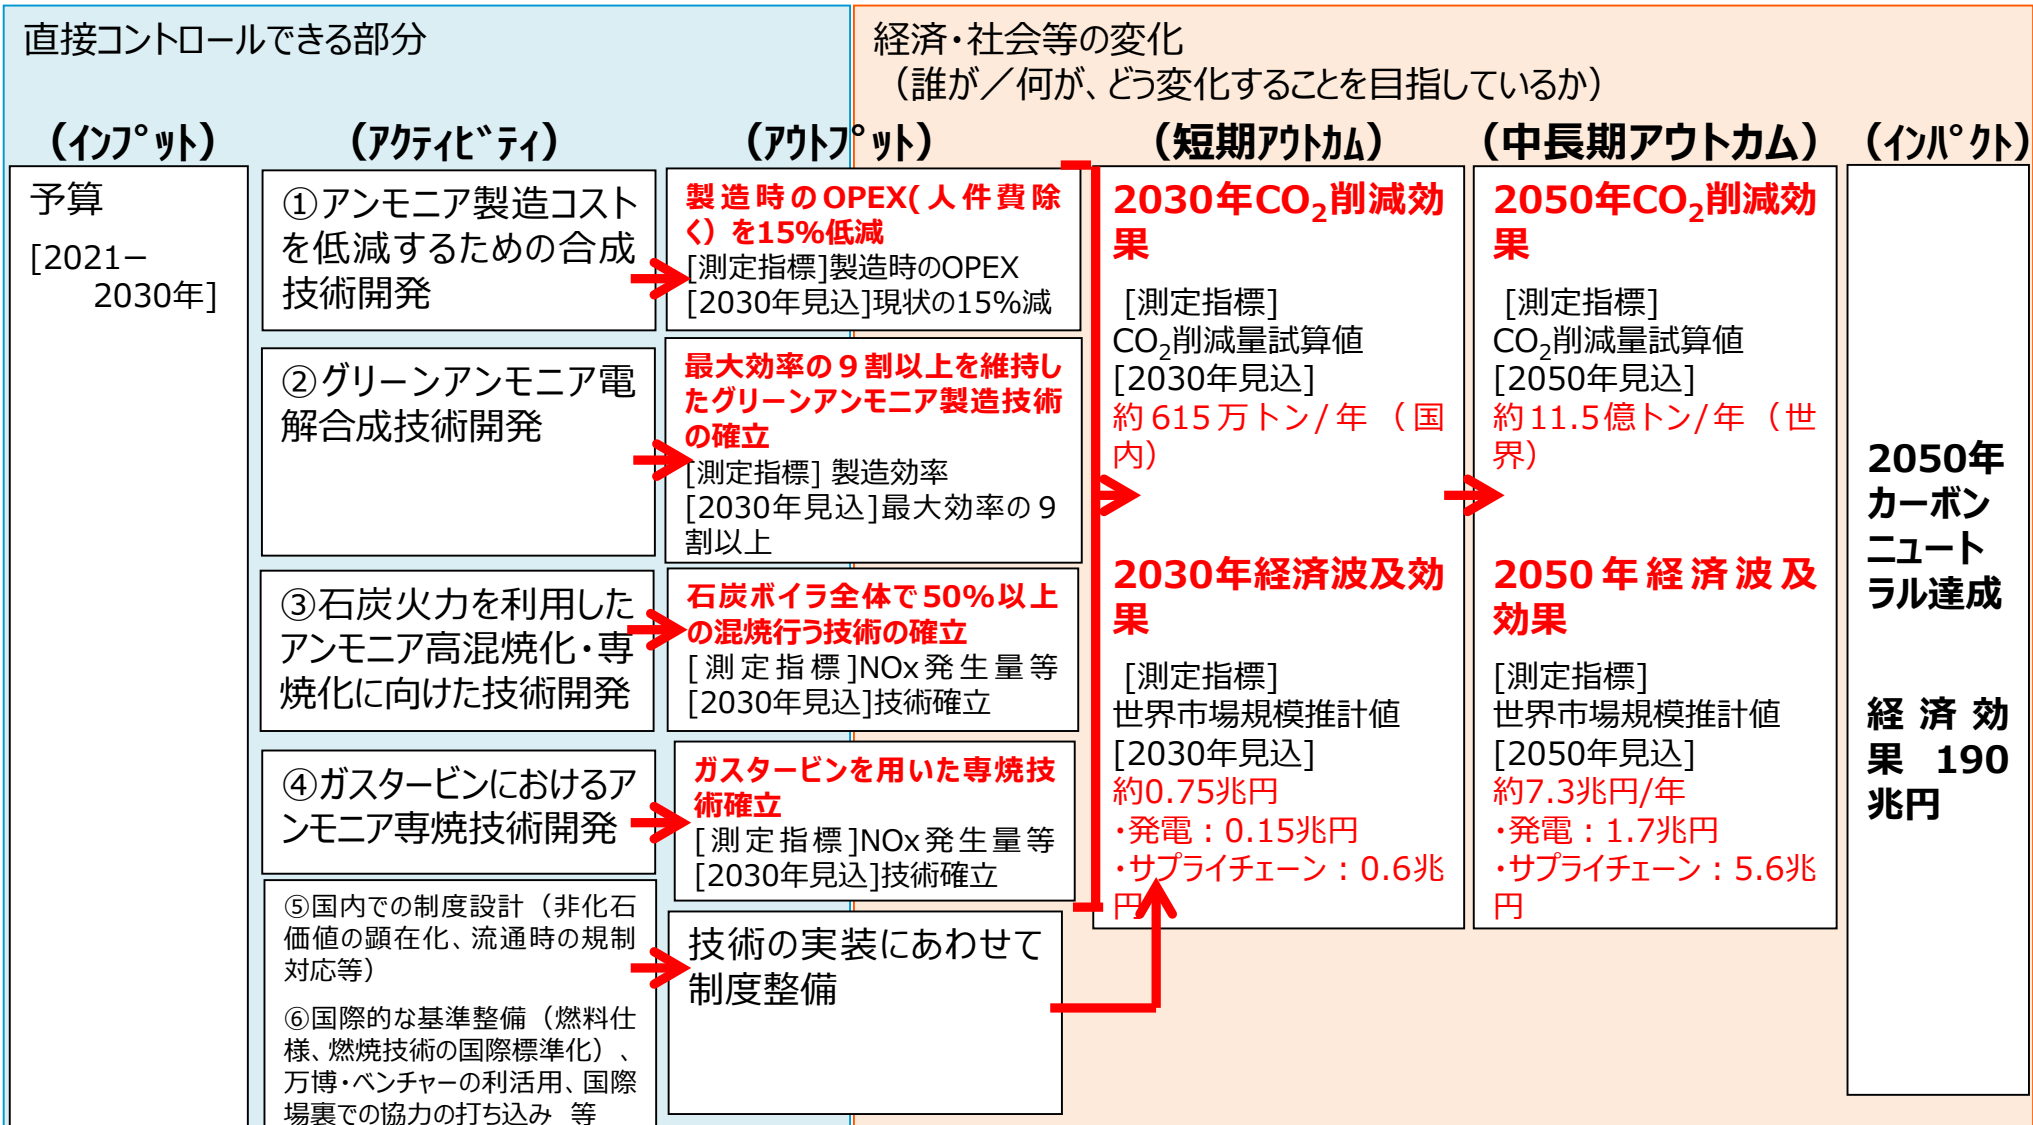 直接コントロールできる部分
経済・社会等の変化
（誰が／何が、どう変化することを目指しているか）
（ｲﾝﾌﾟｯﾄ）
（ｱｸﾃｨﾋﾞﾃｨ）
（ｱｳﾄﾌﾟｯﾄ）
（短期ｱｳﾄｶﾑ）
（中長期アウトカム）
（ｲﾝﾊﾟｸﾄ）
予算
[2021－
2030年]
①アンモニア製造コスト
を低減するための合成
技術開発
②グリーンアンモニア電
解合成技術開発
③石炭火力を利用した
アンモニア高混焼化・専
焼化に向けた技術開発
④ガスタービンにおけるア
ンモニア専焼技術開発
⑤国内での制度設計（非化石
価値の顕在化、流通時の規制
対応等）
⑥国際的な基準整備（燃料仕
様、燃焼技術の国際標準化）、
万博・ベンチャーの利活用、国際
場裏での協力の打ち込み 等
製造時のOPEX(人件費除
く）を15%低減
[測定指標]製造時のOPEX
[2030年見込]現状の15%減
最大効率の９割以上を維持し
たグリーンアンモニア製造技術
の確立
[測定指標] 製造効率
[2030年見込]最大効率の９
割以上
石炭ボイラ全体で50%以上
の混焼行う技術の確立
[測定指標]NOx発生量等
[2030年見込]技術確立
ガスタービンを用いた専焼技
術確立
[測定指標]NOx発生量等
[2030年見込]技術確立
技術の実装にあわせて
制度整備
2030年CO₂削減効
果
[測定指標]
CO₂削減量試算値
[2030年見込]
約615万トン/年（国
内）
2030年経済波及効
果
[測定指標]
世界市場規模推計値
[2030年見込]
約0.75兆円
・発電：0.15兆円
・サプライチェーン：0.6兆
円
2050年CO₂削減効
果
[測定指標]
CO₂削減量試算値
[2050年見込]
約11.5億トン/年（世
界）
2050年経済波及
効果
[測定指標]
世界市場規模推計値
[2050年見込]
約7.3兆円/年
・発電：1.7兆円
・サプライチェーン：5.6兆
円
2050年
カーボン
ニュート
ラル達成
経済効
果 190
兆円